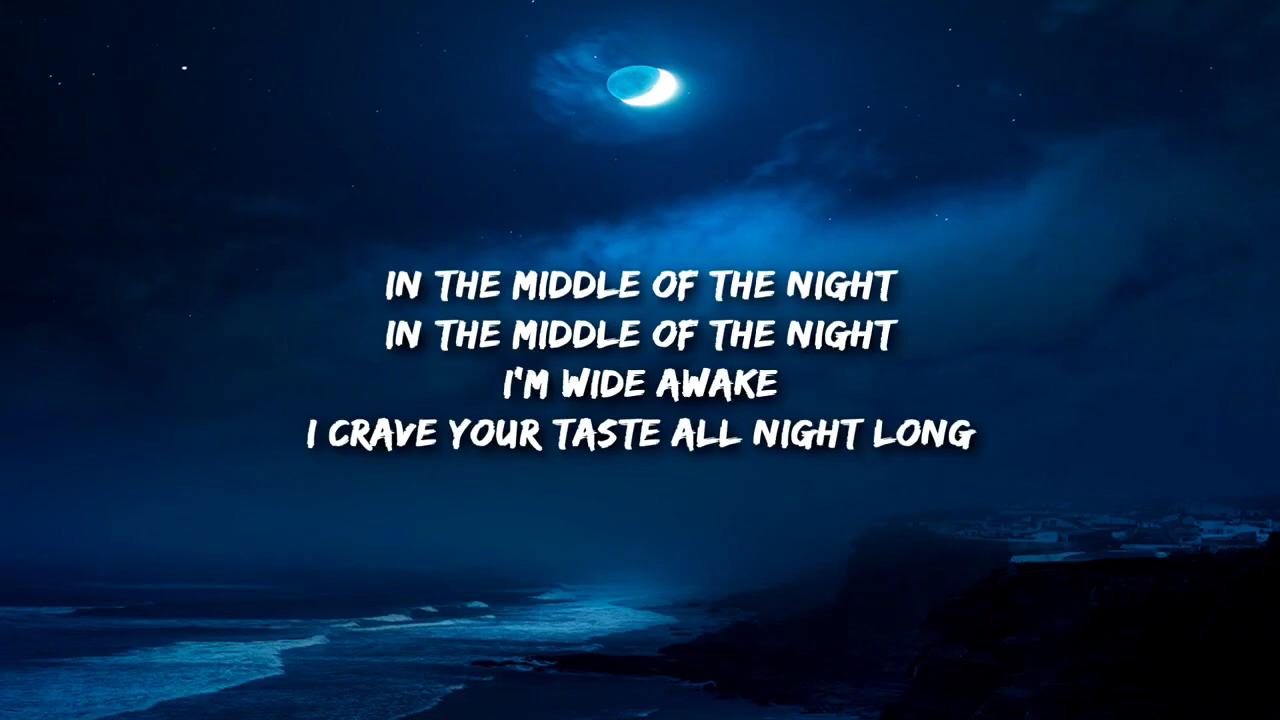 IN THE MIDDLE OF THE NIGHT
IN THE MIDDLE OF THE NIGHT
I'M WIDE AWAKE
I CRAVE YOUR TASTE ALL NIGHT LONG